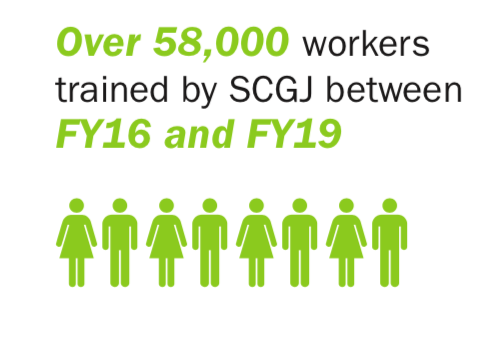 Over 58,000 workers
trained by SCGJ between
FY16 and FY19